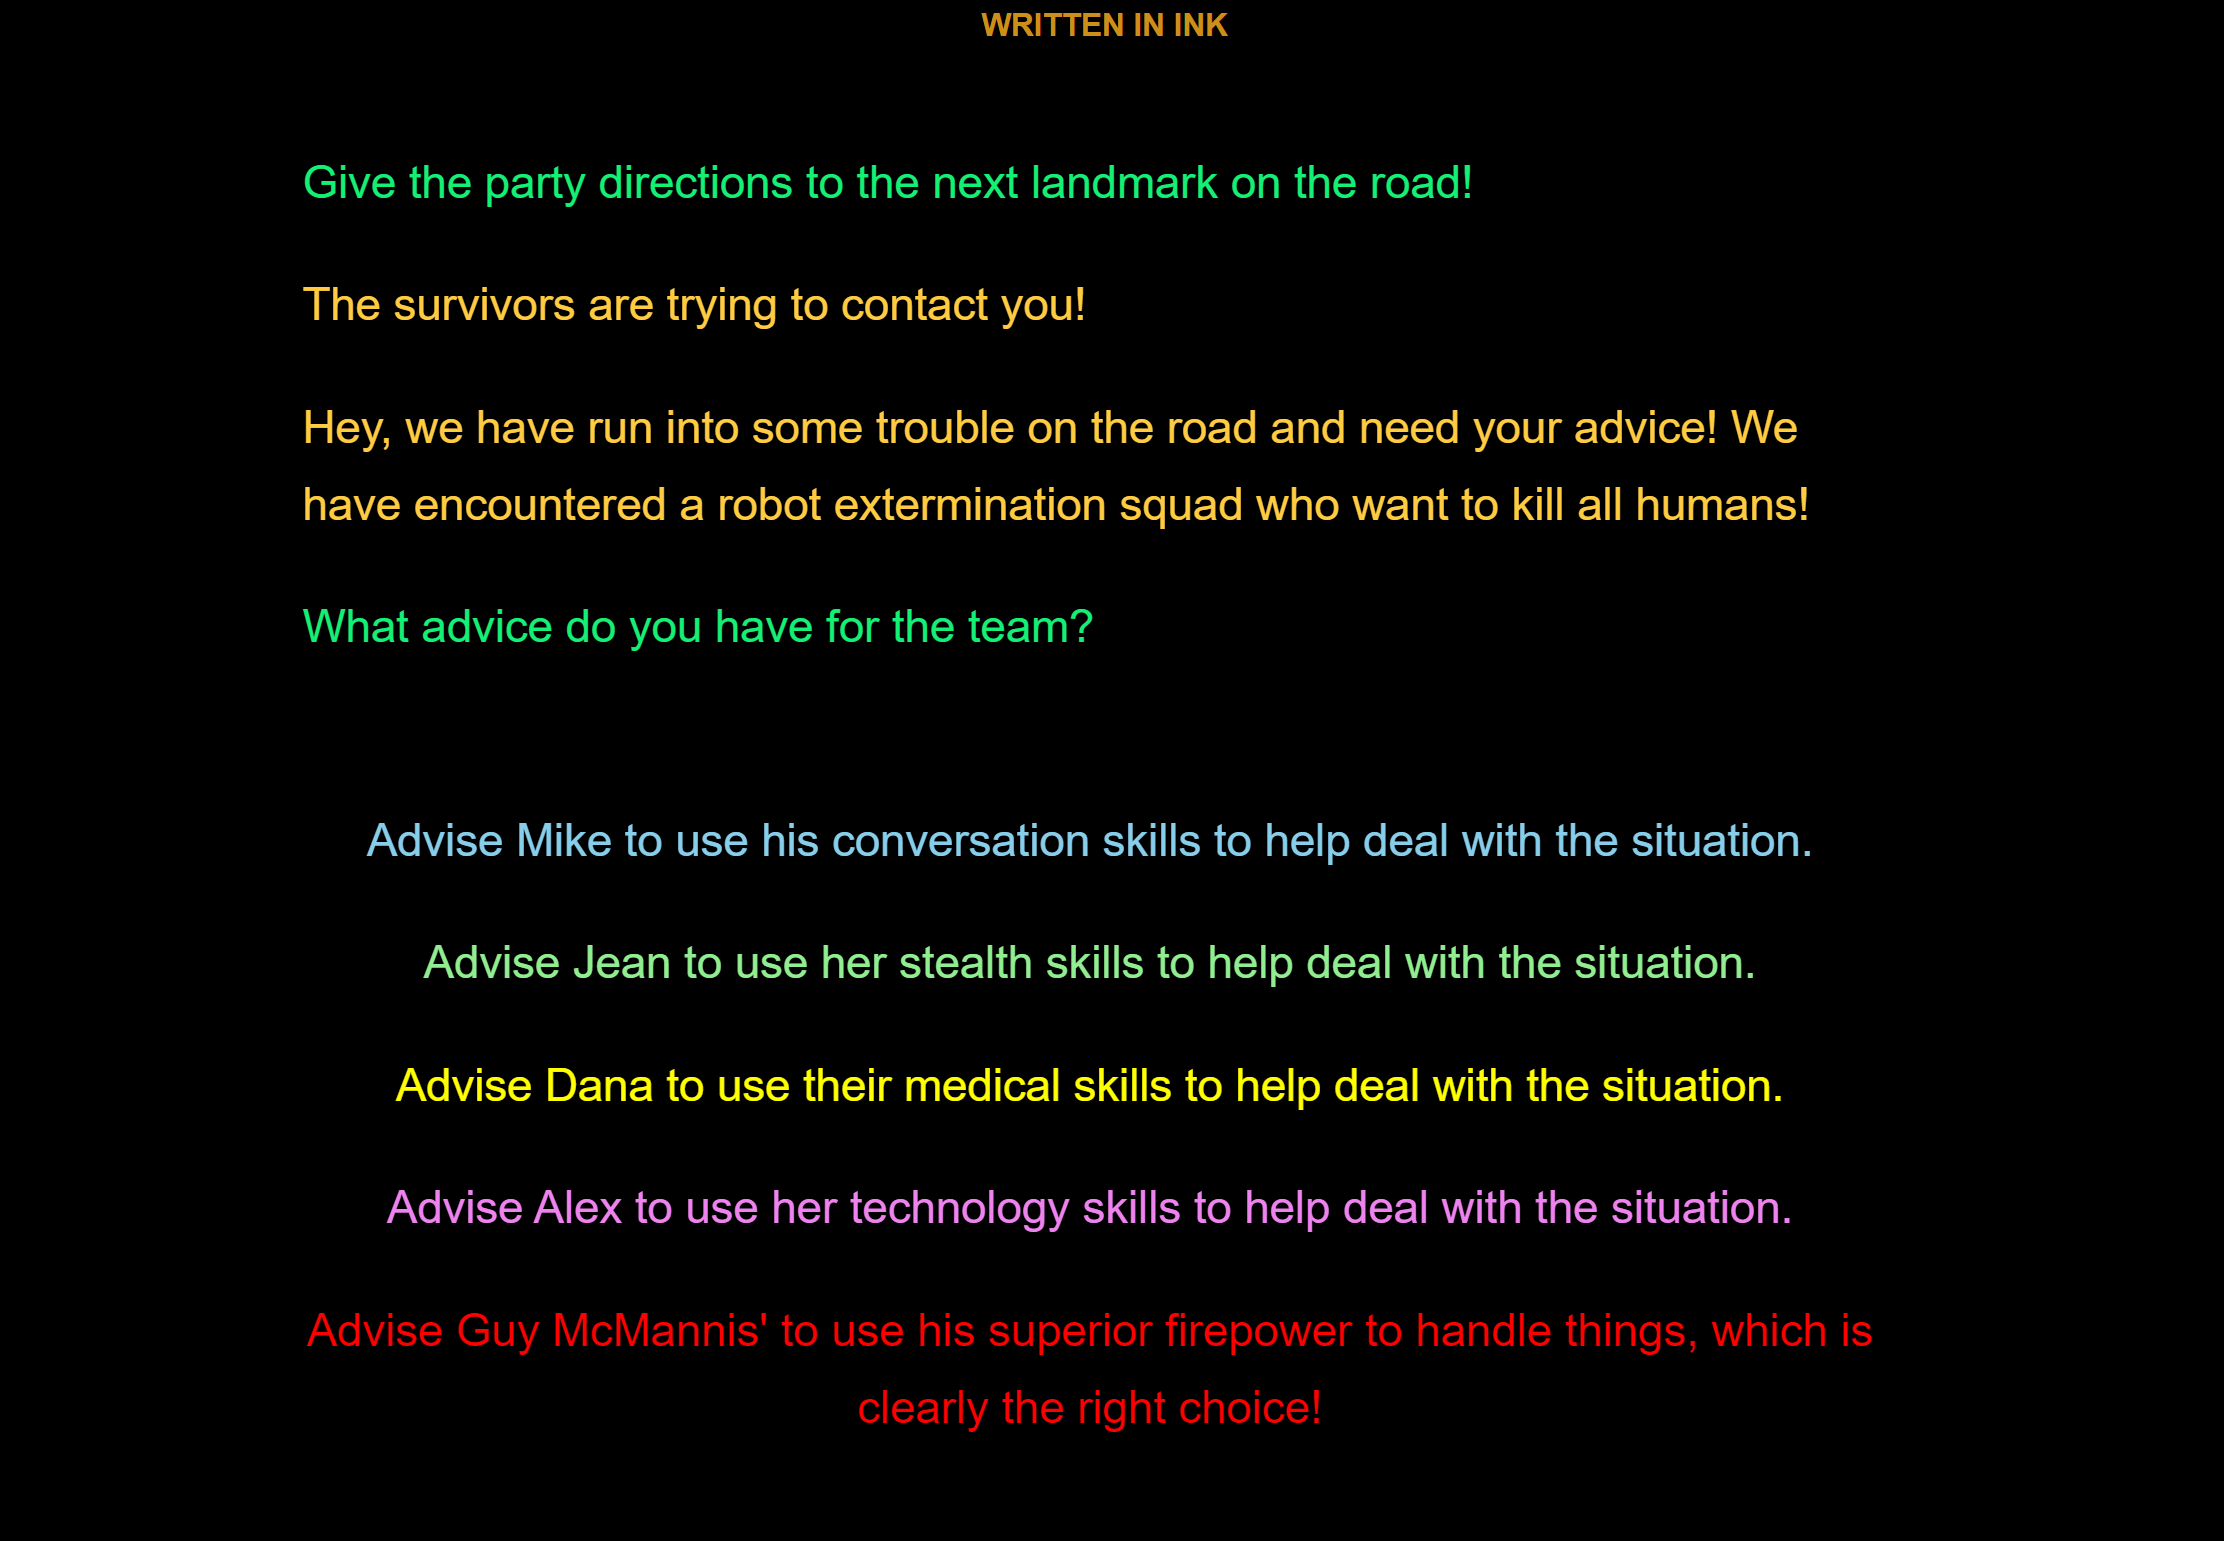 WRITTEN IN INK
Give the party directions to the next landmark on the road!
The survivors are trying to contact you!
Hey, we have run into some trouble on the road and need your advice! We
have encountered a robot extermination squad who want to kill all humans!
What advice do you have for the team?
Advise Mike to use his conversation skills to help deal with the situation.
Advise Jean to use her stealth skills to help deal with the situation.
Advise Dana to use their medical skills to help deal with the situation.
Advise Alex to use her technology skills to help deal with the situation.
Advise Guy McMannis' to use his superior firepower to handle things, which is
clearly the right choice!